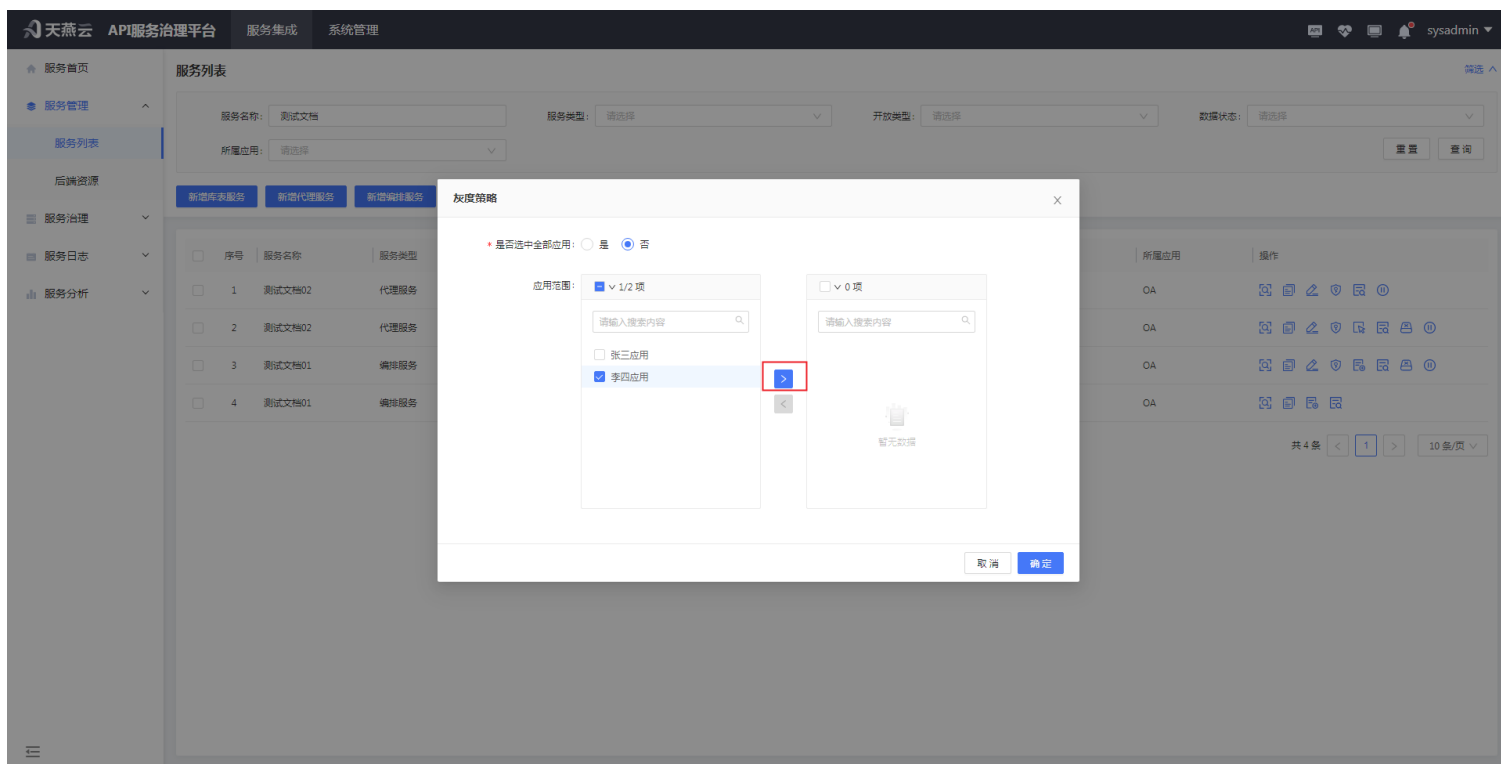 天燕云 API服务治理平台 服务集成 系统管理 API sysadmin
服务首页
服务管理
服务列表
后端资源
服务治理
服务日志
服务分析
服务列表 筛选
服务名称: 测试文档 服务类型: 请选择 开放类型: 请选择 数据状态: 请选择
所属应用: 请选择 重置 查询
新增库表服务 新增代理服务 新增编排服务
序号 服务名称 服务类型 所属应用 操作
1 测试文档02 代理服务 OA
2 测试文档02 代理服务 OA
3 测试文档01 编排服务 OA
4 测试文档01 编排服务 OA
共4条 < 1 > 10条/页
灰度策略
* 是否选中全部应用: 是 否
应用范围: 1/2 项 0 项
请输入搜索内容 请输入搜索内容
张三应用
李四应用
>
<
暂无数据
取消 确定